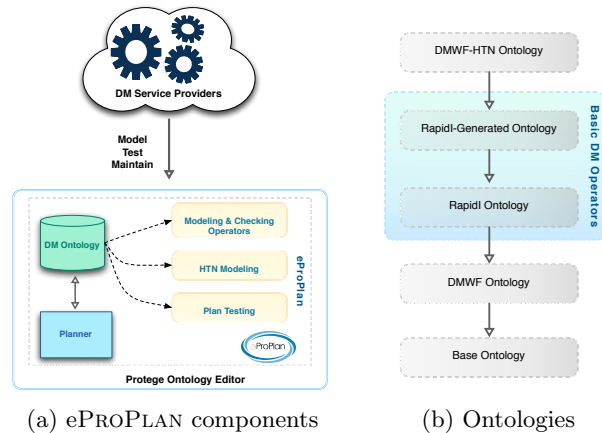 DM Service Providers
Model
Test
Maintain
DM Ontology
Planner
Modeling & Checking
Operators
HTN Modeling
Plan Testing
eProPlan
eProPlan
Protege Ontology Editor
(a) ePROPLAN components
DMWF-HTN Ontology
RapidI-Generated Ontology
RapidI Ontology
Basic DM Operators
DMWF Ontology
Base Ontology
(b) Ontologies